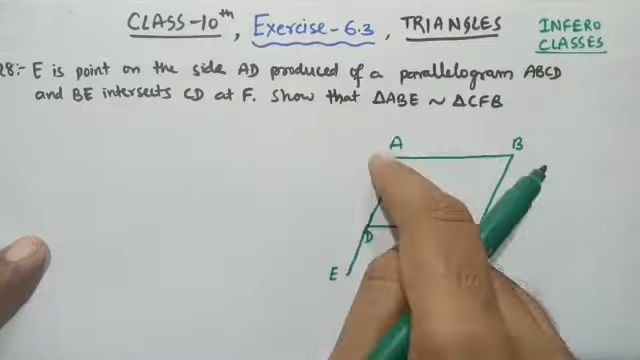 CLASS-10th, Exercise-6.3, TRIANGLES
INFERO
CLASSES
Q8:- E is point on the side AD produced of a parallelogram ABCD
and BE intersects CD at F. Show that ΔABE ~ ΔCFB
A
B
D
E